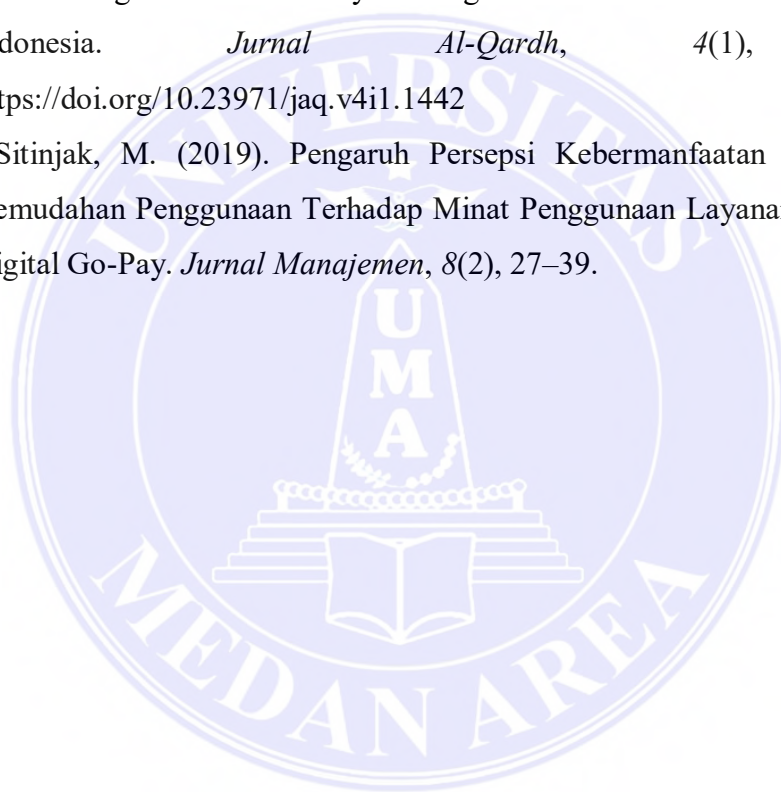 donesia. Jurnal Al-Qardh, 4(1),
tps://doi.org/10.23971/jaq.v4i1.1442
Sitinjak, M. (2019). Pengaruh Persepsi Kebermanfaatan
emudahan Penggunaan Terhadap Minat Penggunaan Layana
igital Go-Pay. Jurnal Manajemen, 8(2), 27–39.
UNIVERSITAS
U
M
A
MEDAN AREA